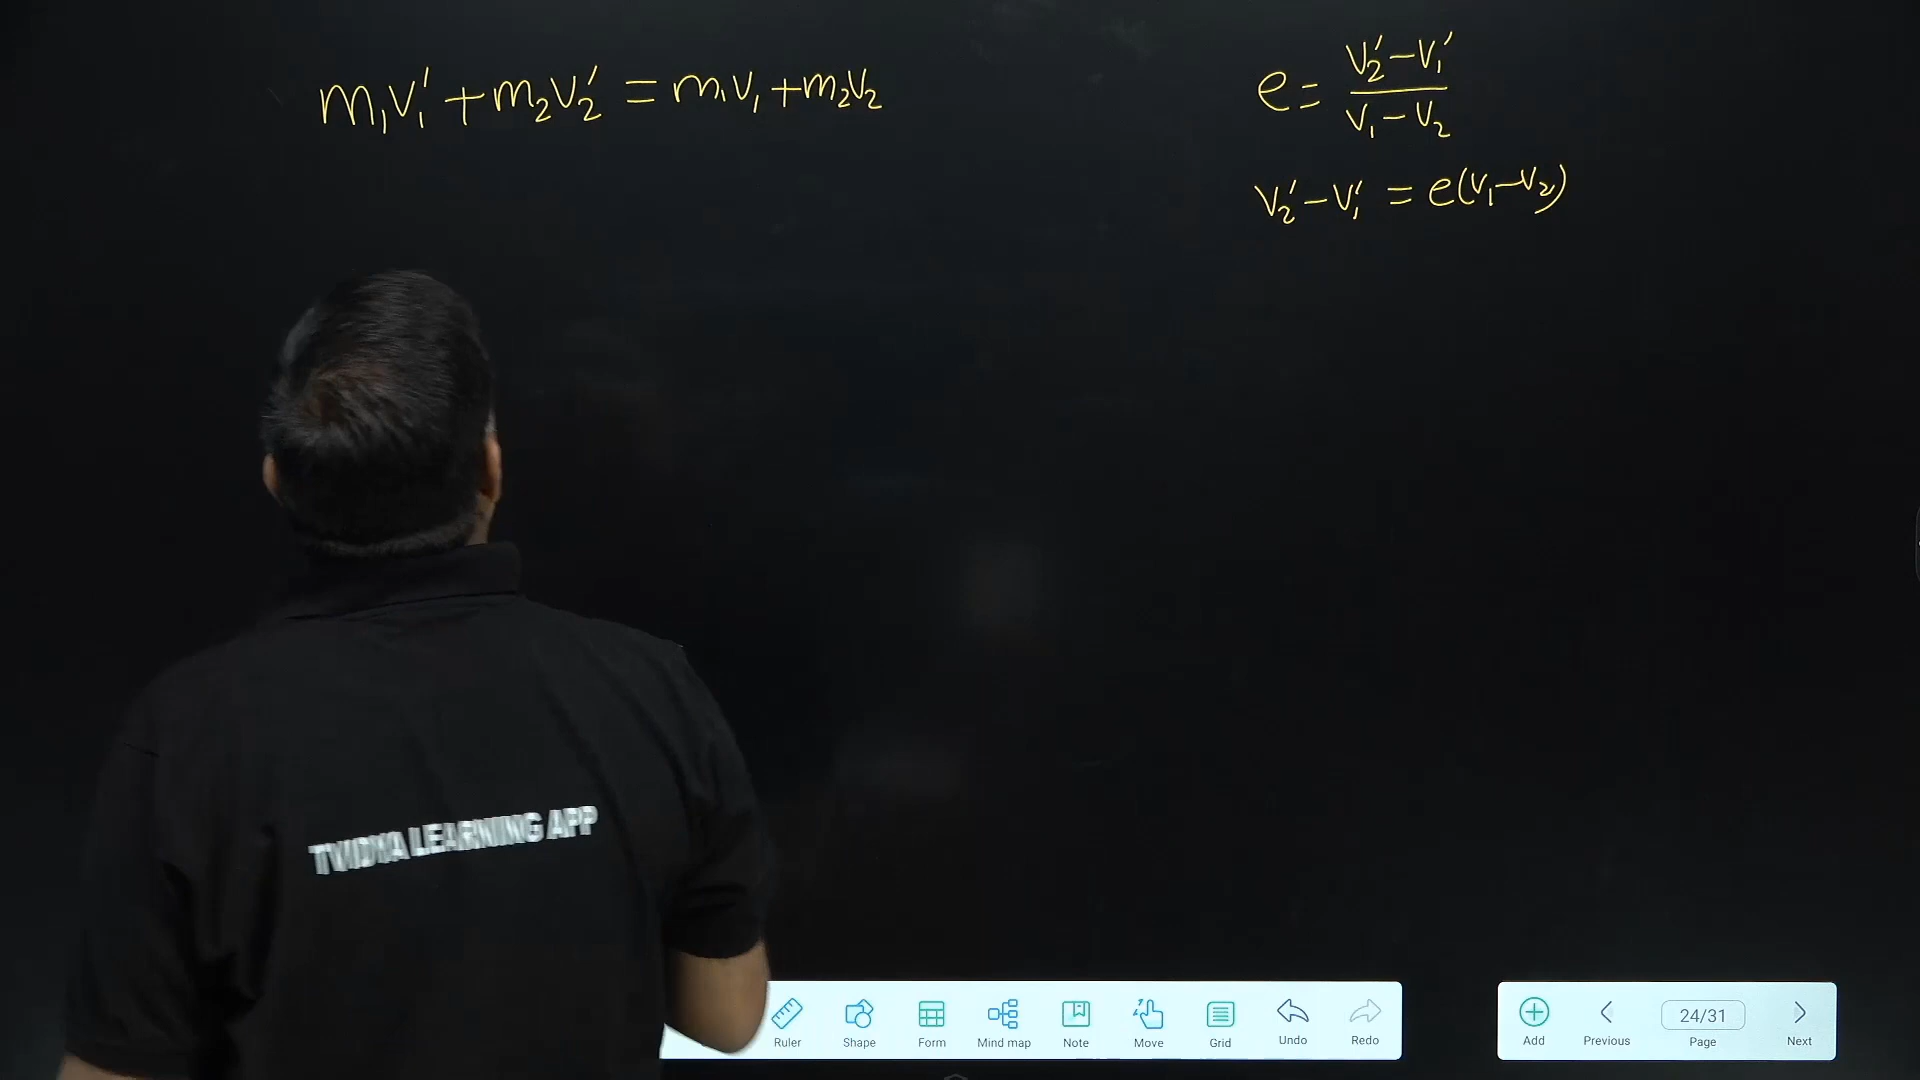 m₁v₁′ + m₂v₂′ = m₁v₁ + m₂v₂
e = (v₂′ – v₁′)/(v₁ – v₂)
v₂′ – v₁′ = e(v₁ – v₂)
TVIDYA LEARNING APP
Ruler Shape Form Mind map Note Move Grid Undo Redo
Add Previous 24/31 Page Next